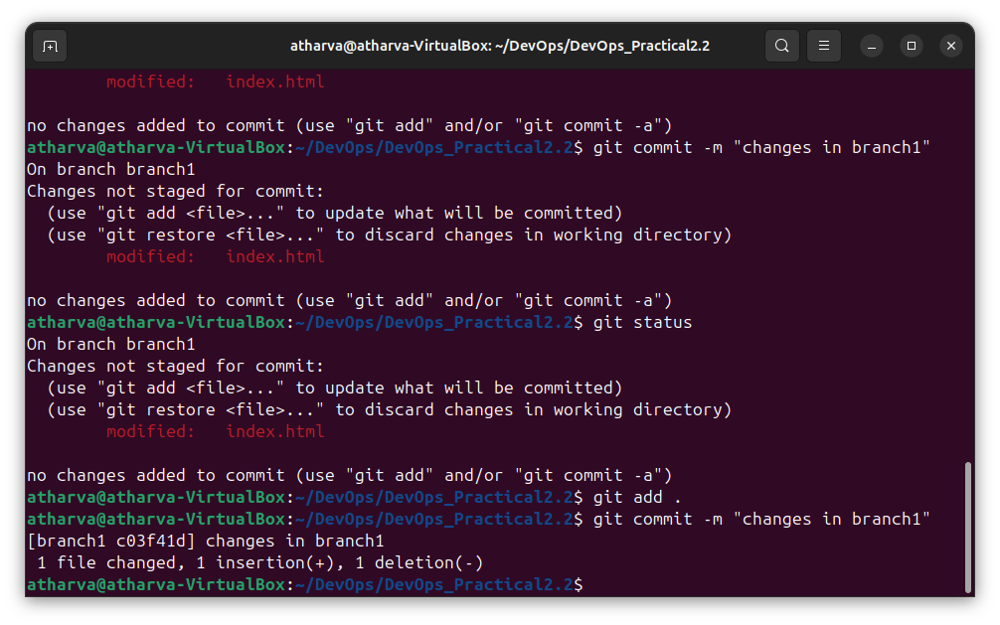 atharva@atharva-VirtualBox: ~/DevOps/DevOps_Practical2.2
modified:   index.html
no changes added to commit (use "git add" and/or "git commit -a")
atharva@atharva-VirtualBox:~/DevOps/DevOps_Practical2.2$ git commit -m "changes in branch1"
On branch branch1
Changes not staged for commit:
  (use "git add <file>..." to update what will be committed)
  (use "git restore <file>..." to discard changes in working directory)
        modified:   index.html
no changes added to commit (use "git add" and/or "git commit -a")
atharva@atharva-VirtualBox:~/DevOps/DevOps_Practical2.2$ git status
On branch branch1
Changes not staged for commit:
  (use "git add <file>..." to update what will be committed)
  (use "git restore <file>..." to discard changes in working directory)
        modified:   index.html
no changes added to commit (use "git add" and/or "git commit -a")
atharva@atharva-VirtualBox:~/DevOps/DevOps_Practical2.2$ git add .
atharva@atharva-VirtualBox:~/DevOps/DevOps_Practical2.2$ git commit -m "changes in branch1"
[branch1 c03f41d] changes in branch1
 1 file changed, 1 insertion(+), 1 deletion(-)
atharva@atharva-VirtualBox:~/DevOps/DevOps_Practical2.2$